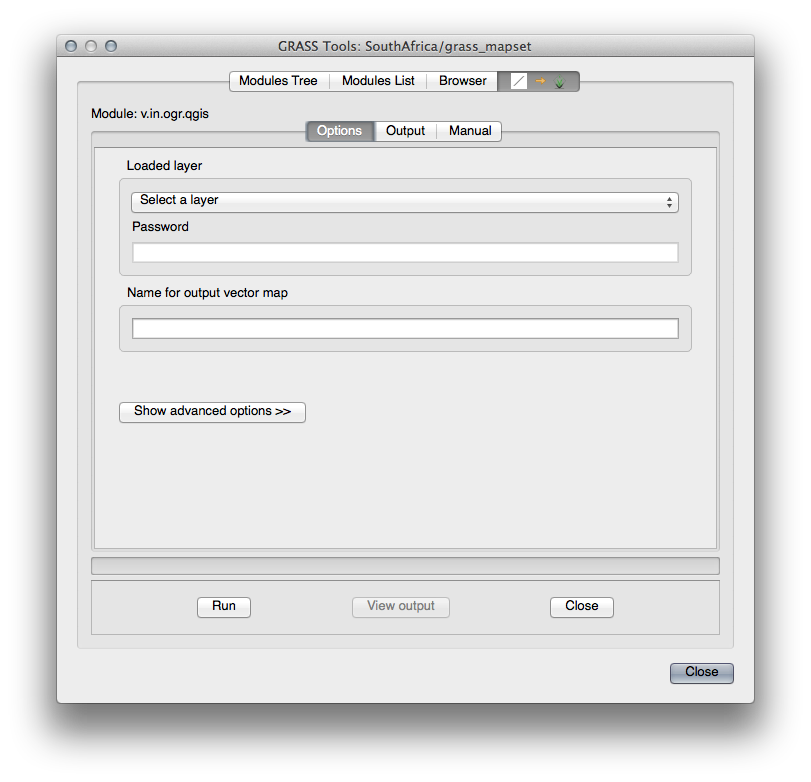 GRASS Tools: SouthAfrica/grass_mapset
Modules Tree Modules List Browser
Module: v.in.ogr.qgis
Options Output Manual
Loaded layer
Select a layer
Password
Name for output vector map
Show advanced options >>
Run View output Close
Close